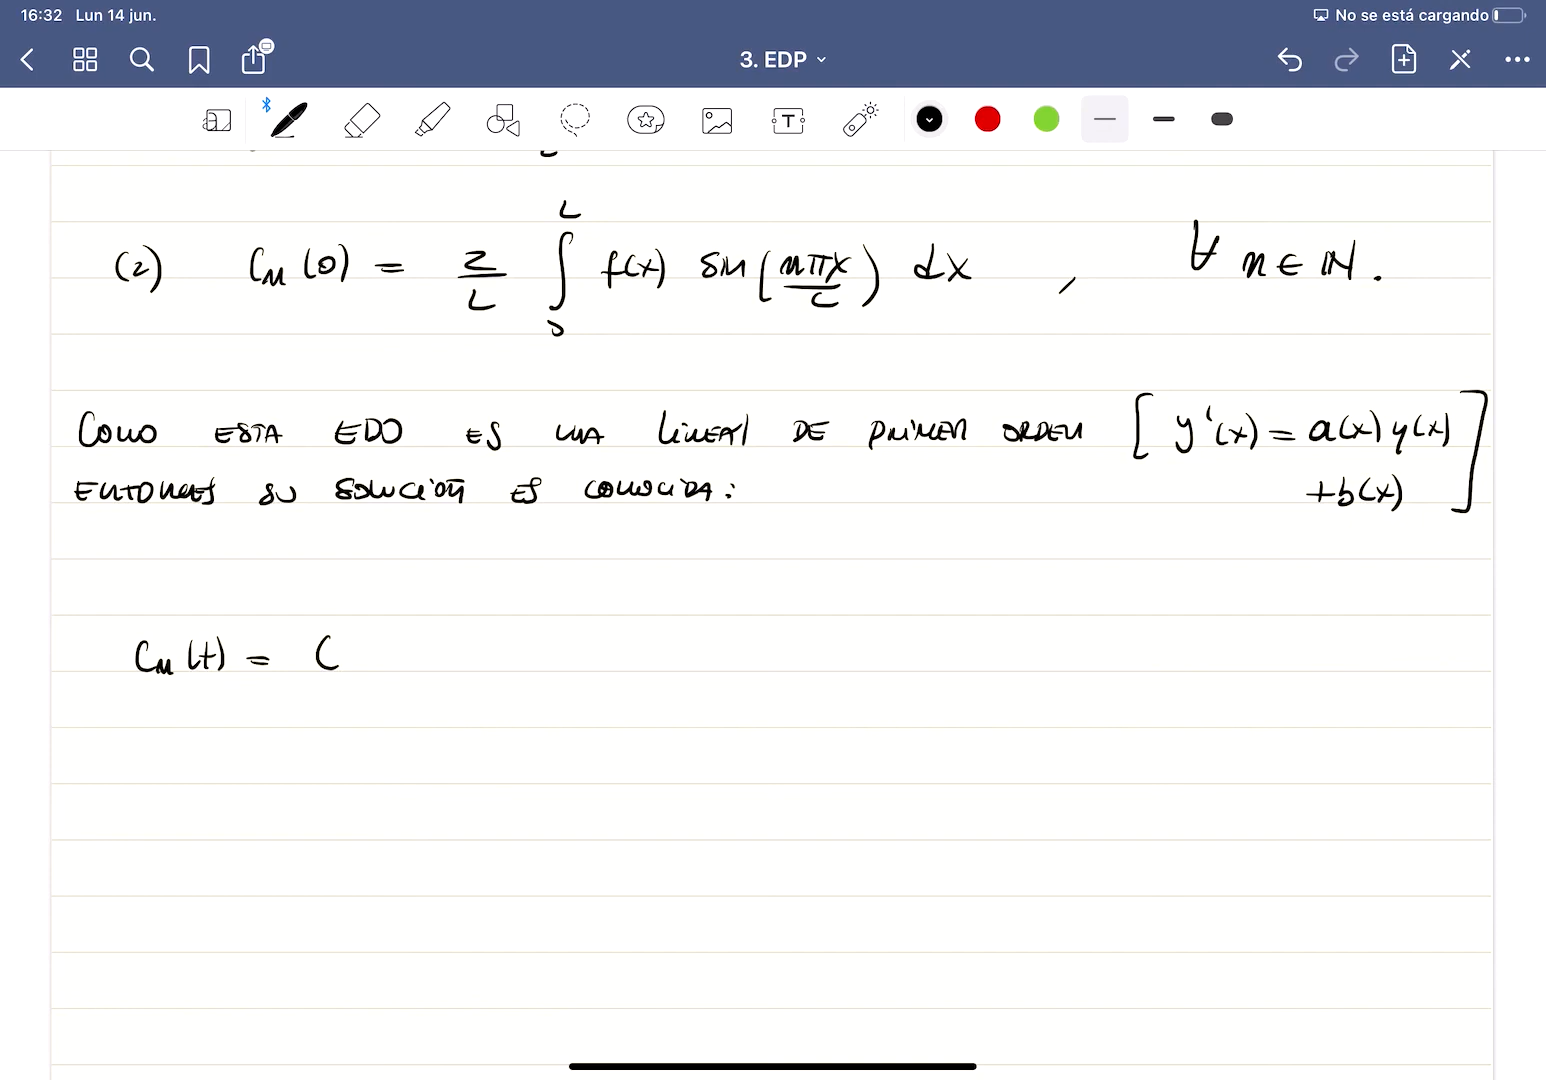 16:32 Lun 14 jun. No se está cargando
3. EDP
(2) Cn(0) = 2/L ∫₀ᴸ f(x) sin(nπx/L) dx , ∀ n ∈ ℕ.
COMO ESTA EDO ES UNA LINEAL DE PRIMER ORDEN [ y'(x) = a(x) y(x)
ENTONCES SU SOLUCIÓN ES CONOCIDA: +b(x) ]
Cn(t) = C